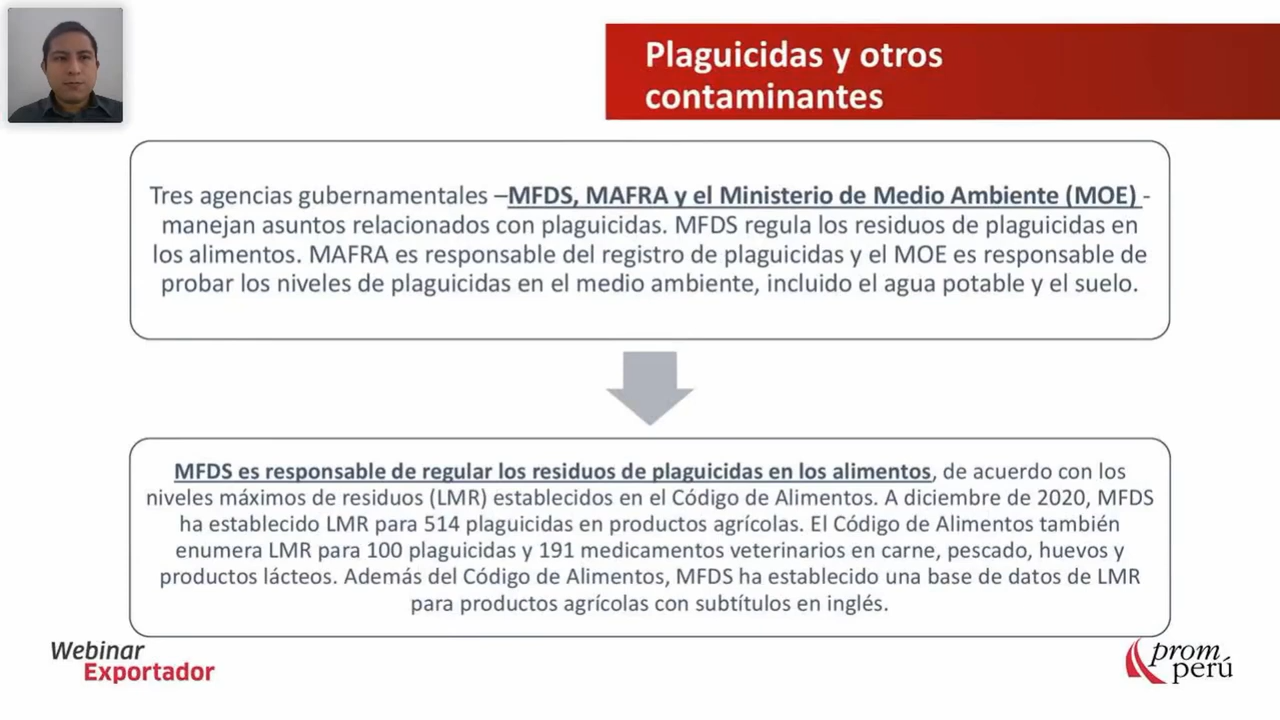 Plaguicidas y otros
contaminantes
Tres agencias gubernamentales –MFDS, MAFRA y el Ministerio de Medio Ambiente (MOE) -
manejan asuntos relacionados con plaguicidas. MFDS regula los residuos de plaguicidas en
los alimentos. MAFRA es responsable del registro de plaguicidas y el MOE es responsable de
probar los niveles de plaguicidas en el medio ambiente, incluido el agua potable y el suelo.
MFDS es responsable de regular los residuos de plaguicidas en los alimentos, de acuerdo con los
niveles máximos de residuos (LMR) establecidos en el Código de Alimentos. A diciembre de 2020, MFDS
ha establecido LMR para 514 plaguicidas en productos agrícolas. El Código de Alimentos también
enumera LMR para 100 plaguicidas y 191 medicamentos veterinarios en carne, pescado, huevos y
productos lácteos. Además del Código de Alimentos, MFDS ha establecido una base de datos de LMR
para productos agrícolas con subtítulos en inglés.
Webinar
Exportador
prom
perú